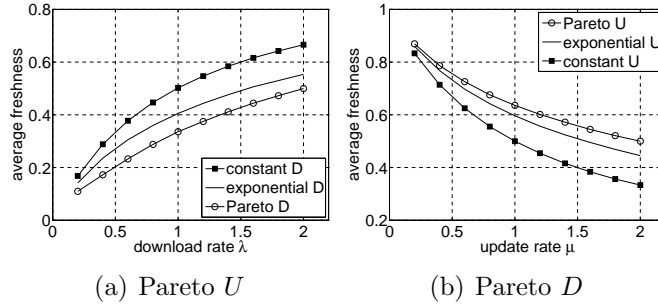 0.8
0.6
0.4
0.2
0
average freshness
constant D
exponential D
Pareto D
0
0.5
1
1.5
2
download rate λ
(a) Pareto U
1
0.8
0.6
0.4
0.2
average freshness
Pareto U
exponential U
constant U
0
0.5
1
1.5
2
update rate μ
(b) Pareto D